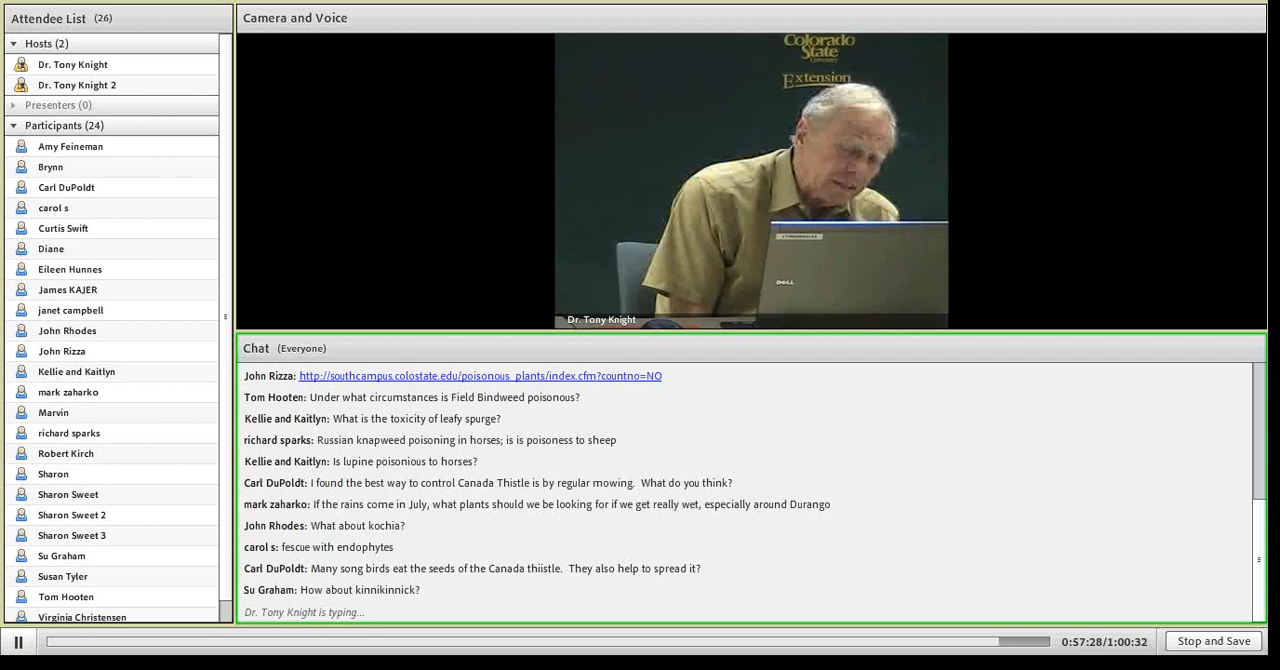 Attendee List (26)
Hosts (2)
Dr. Tony Knight
Dr. Tony Knight 2
Presenters (0)
Participants (24)
Amy Feineman
Brynn
Carl DuPoldt
carol s
Curtis Swift
Diane
Eileen Hunnes
James KAJER
janet campbell
John Rhodes
John Rizza
Kellie and Kaitlyn
mark zaharko
Marvin
richard sparks
Robert Kirch
Sharon
Sharon Sweet
Sharon Sweet 2
Sharon Sweet 3
Su Graham
Susan Tyler
Tom Hooten
Virginia Christensen
Camera and Voice
Colorado
State
University
Extension
DELL
Dr. Tony Knight
Chat (Everyone)
John Rizza: http://southcampus.colostate.edu/poisonous_plants/index.cfm?countno=NO
Tom Hooten: Under what circumstances is Field Bindweed poisonous?
Kellie and Kaitlyn: What is the toxicity of leafy spurge?
richard sparks: Russian knapweed poisoning in horses; is is poisoness to sheep
Kellie and Kaitlyn: Is lupine poisonious to horses?
Carl DuPoldt: I found the best way to control Canada Thistle is by regular mowing. What do you think?
mark zaharko: If the rains come in July, what plants should we be looking for if we get really wet, especially around Durango
John Rhodes: What about kochia?
carol s: fescue with endophytes
Carl DuPoldt: Many song birds eat the seeds of the Canada thiistle. They also help to spread it?
Su Graham: How about kinnikinnick?
Dr. Tony Knight is typing...
0:57:28/1:00:32
Stop and Save